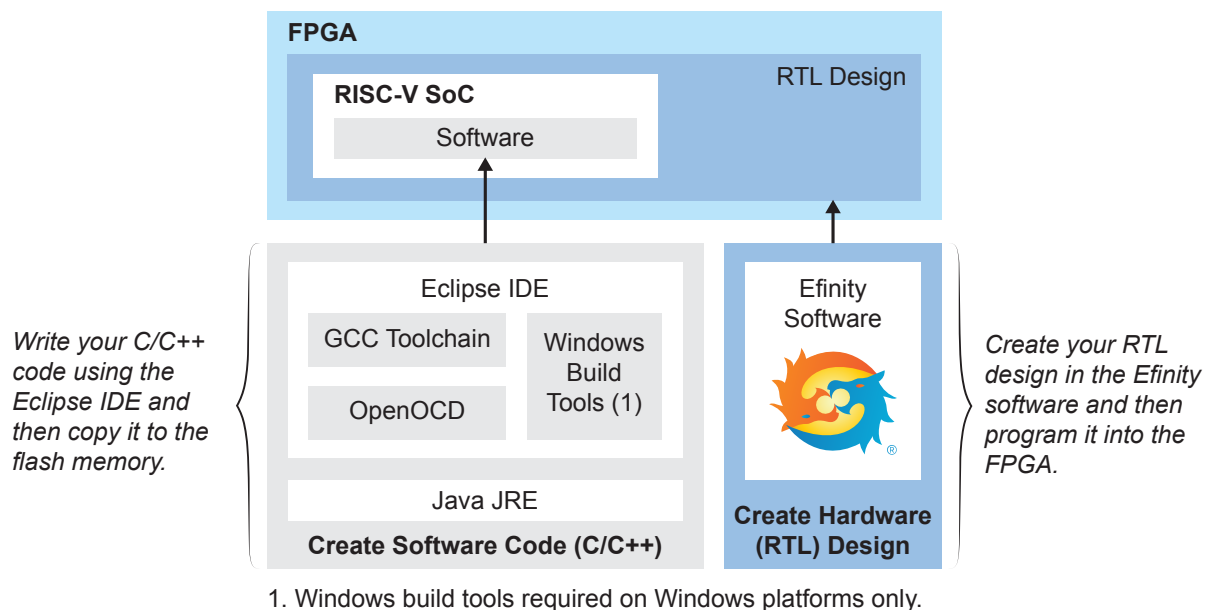 FPGA
RTL Design
RISC-V SoC
Software
Write your C/C++
code using the
Eclipse IDE and
then copy it to the
flash memory.
Eclipse IDE
GCC Toolchain
OpenOCD
Windows
Build
Tools (1)
Java JRE
Create Software Code (C/C++)
Efinity
Software
®
Create Hardware
(RTL) Design
Create your RTL
design in the Efinity
software and then
program it into the
FPGA.
1. Windows build tools required on Windows platforms only.